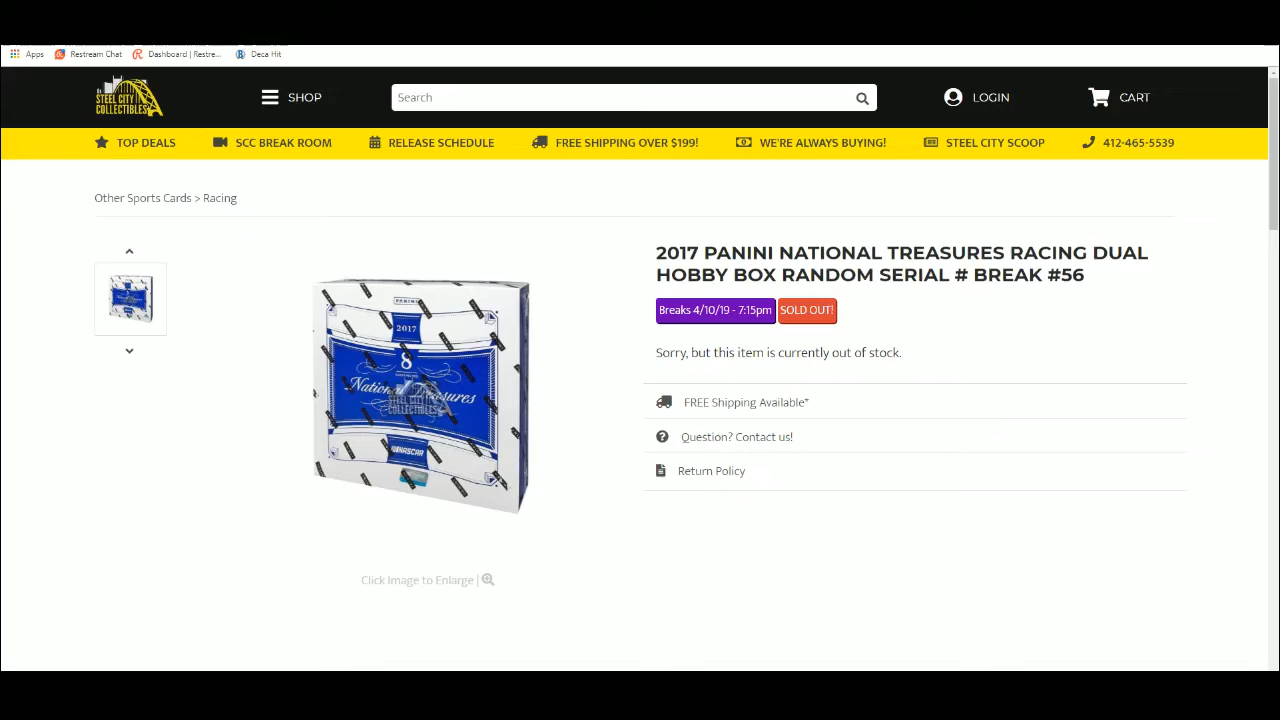 Apps Restream Chat Dashboard | Restre... Deca Hit
STEEL CITY
COLLECTIBLES
SHOP
Search
LOGIN
CART
TOP DEALS SCC BREAK ROOM RELEASE SCHEDULE FREE SHIPPING OVER $199! WE'RE ALWAYS BUYING! STEEL CITY SCOOP 412-465-5539
Other Sports Cards > Racing
2017 PANINI NATIONAL TREASURES RACING DUAL
HOBBY BOX RANDOM SERIAL # BREAK #56
Breaks 4/10/19 - 7:15pm SOLD OUT!
Sorry, but this item is currently out of stock.
FREE Shipping Available*
Question? Contact us!
Return Policy
PANINI
2017
8
National Treasures
STEEL CITY
COLLECTIBLES
NASCAR
Click Image to Enlarge |